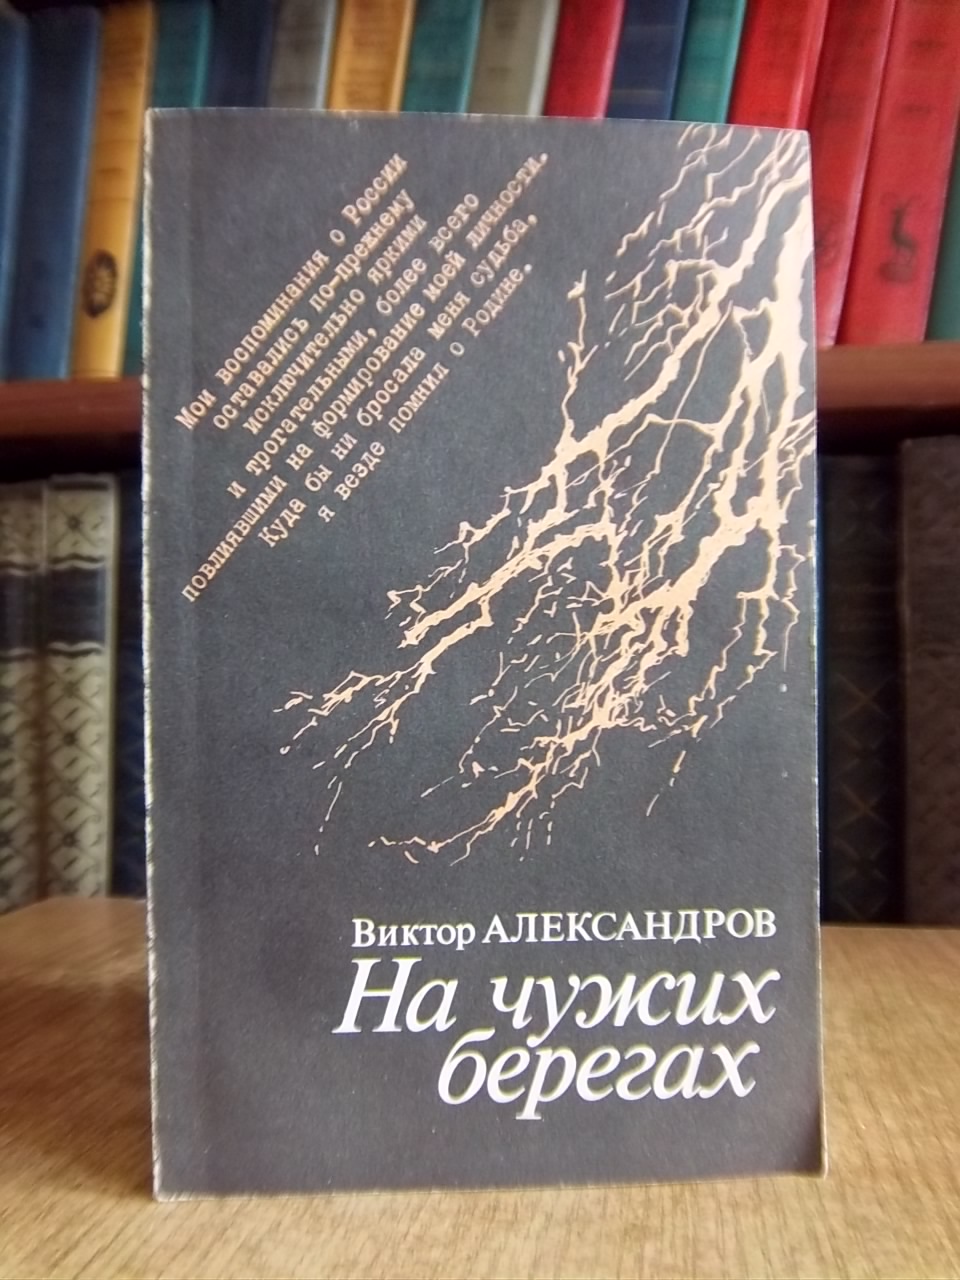 Мои воспоминания о России
оставались по-прежнему
исключительно яркими
и трогательными, более всего
повлиявшими на формирование моей личности.
Куда бы ни бросала меня судьба,
я везде помнил о Родине.
Виктор АЛЕКСАНДРОВ
На чужих
берегах